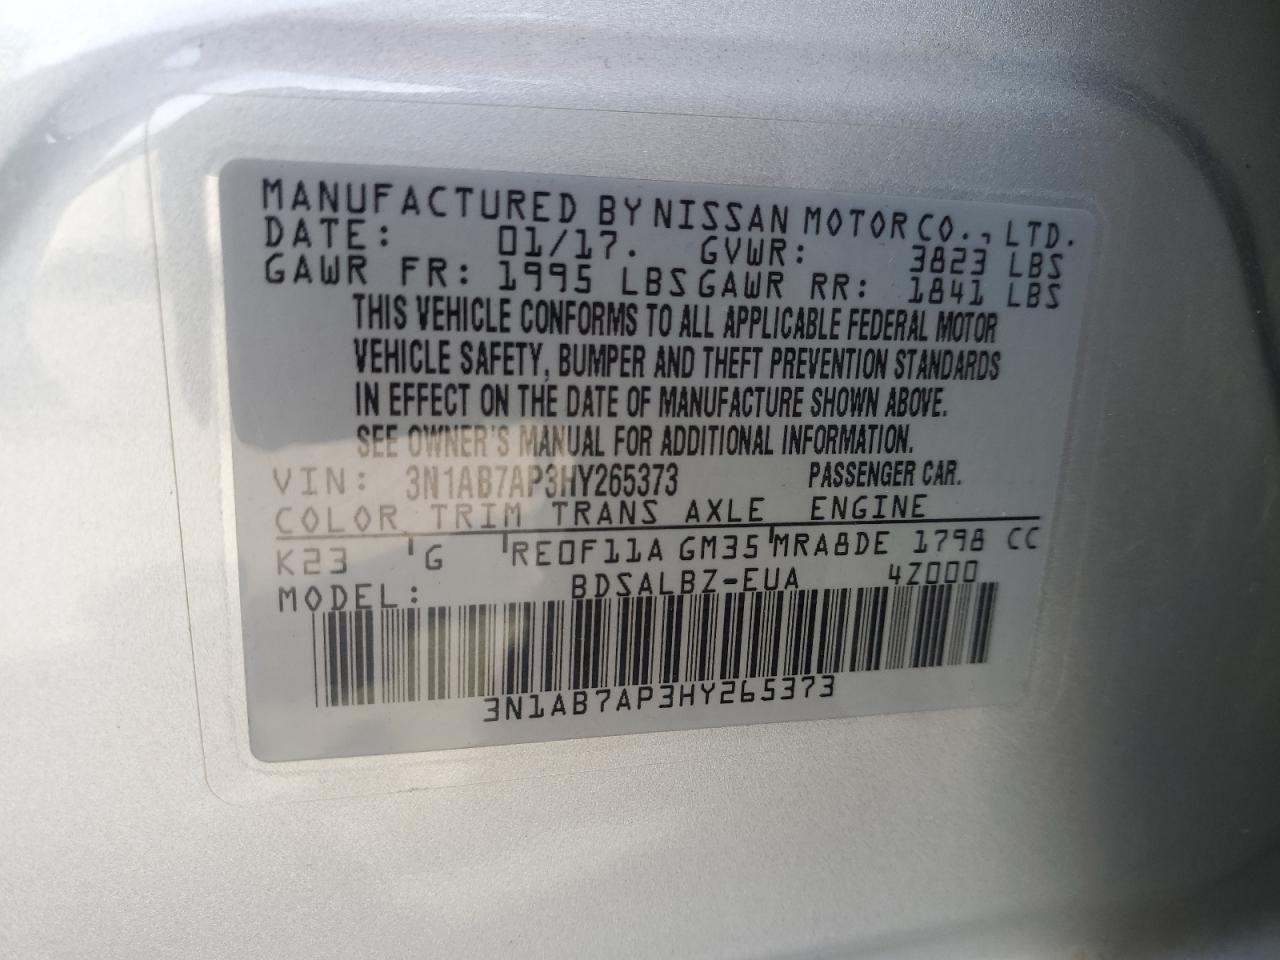 MANUFACTURED BY NISSAN MOTOR CO., LTD.
DATE: 01/17. GVWR: 3823 LBS
GAWR FR: 1995 LBS GAWR RR: 1841 LBS
THIS VEHICLE CONFORMS TO ALL APPLICABLE FEDERAL MOTOR
VEHICLE SAFETY, BUMPER AND THEFT PREVENTION STANDARDS
IN EFFECT ON THE DATE OF MANUFACTURE SHOWN ABOVE.
SEE OWNER'S MANUAL FOR ADDITIONAL INFORMATION.
VIN: 3N1AB7AP3HY265373 PASSENGER CAR.
COLOR TRIM TRANS AXLE ENGINE
K23 G RE0F11A GM35 MRA8DE 1798 CC
MODEL: BDSALBZ-EUA 4Z000
3N1AB7AP3HY265373